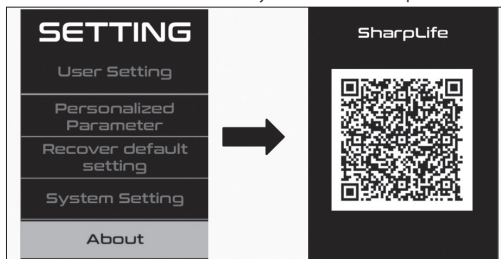 SETTING
User Setting
Personalized
Parameter
Recover default
setting
System Setting
About
SharpLife